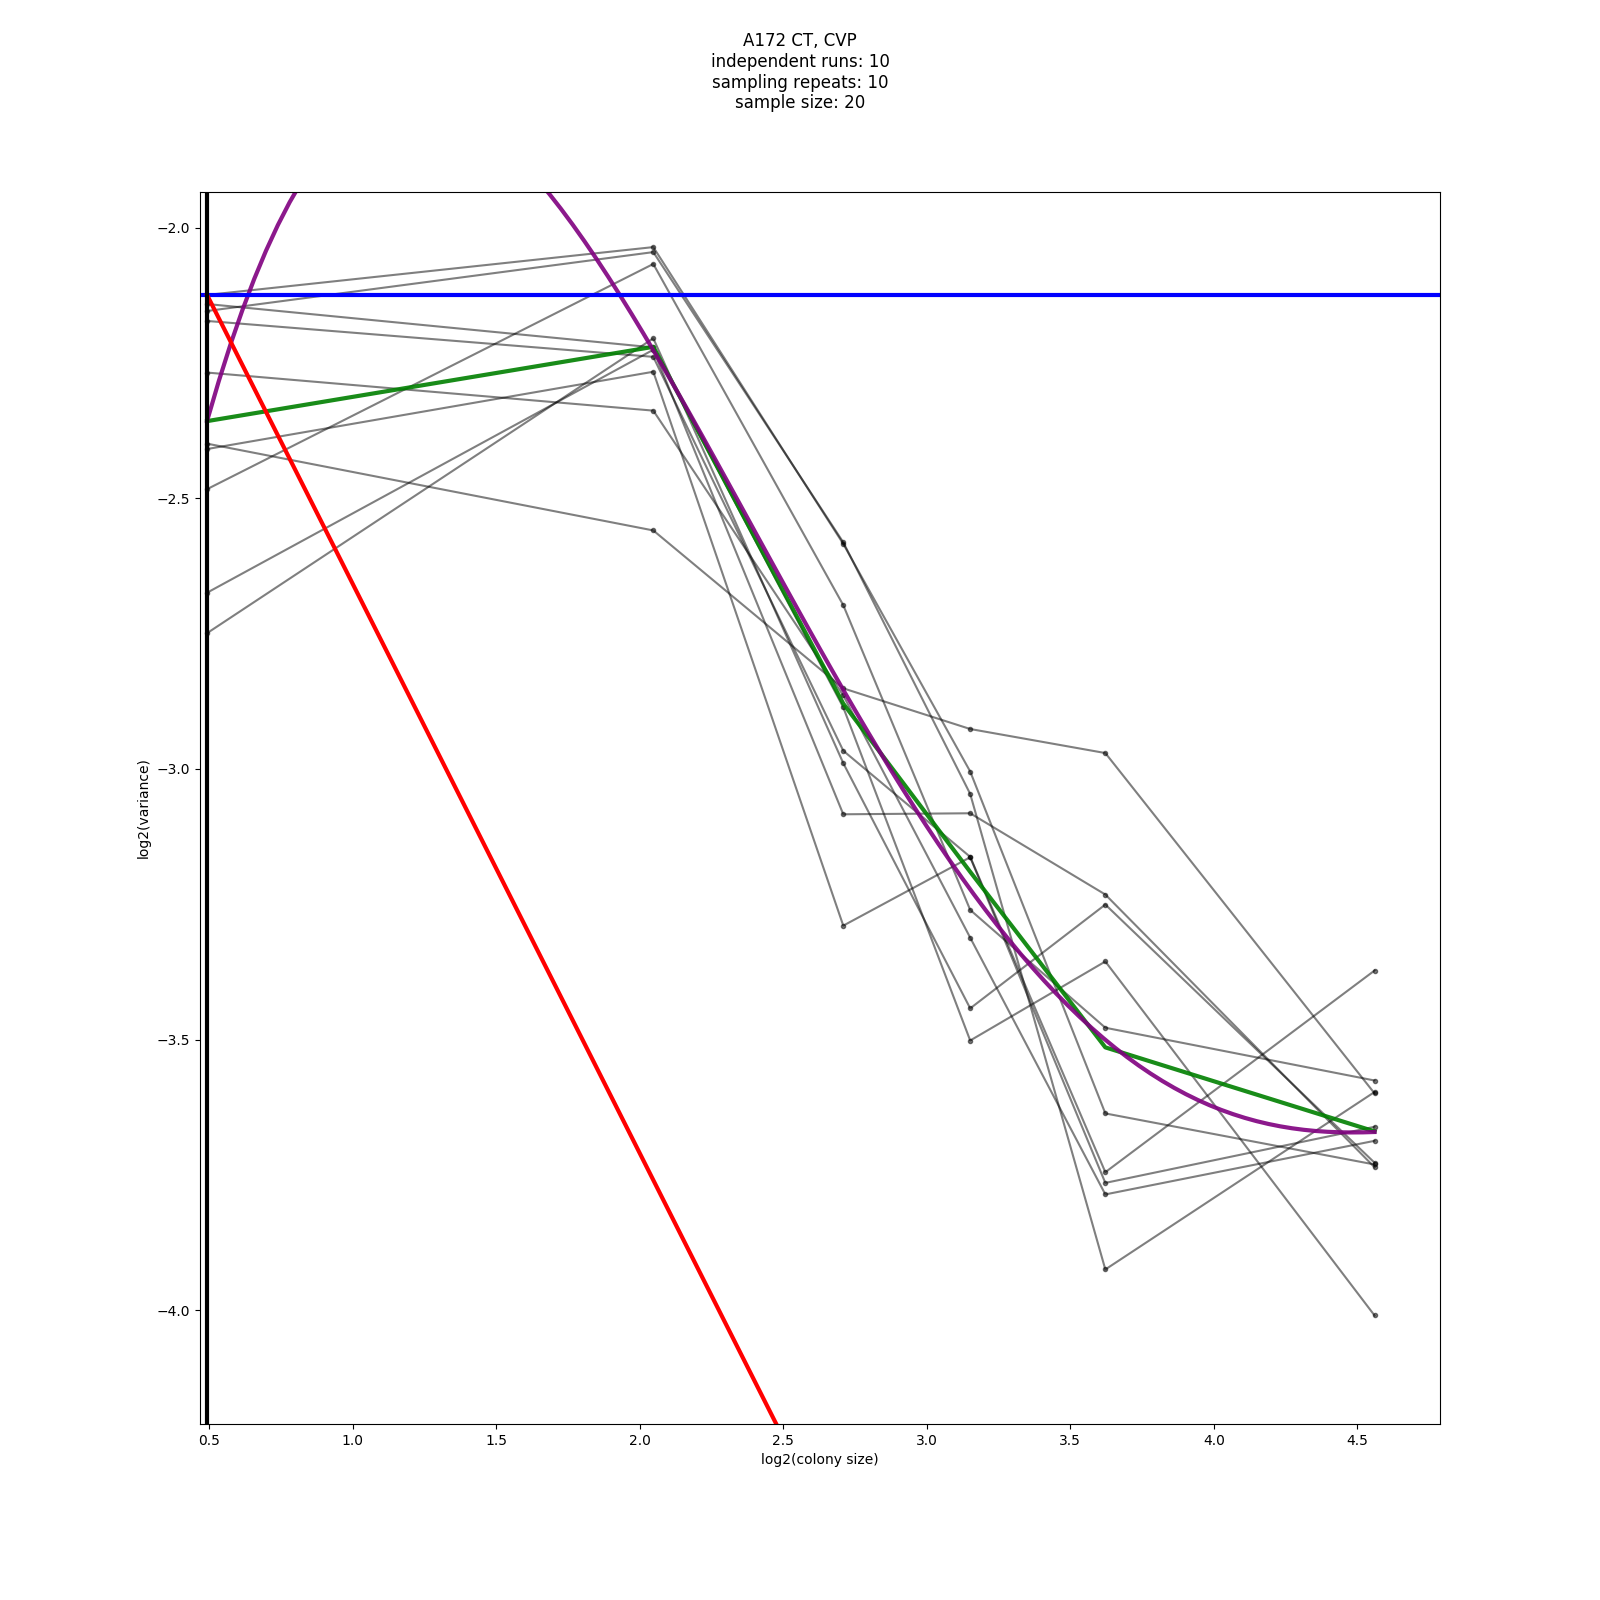 A172 CT, CVP
independent runs: 10
sampling repeats: 10
sample size: 20
−2.0
−2.5
−3.0
−3.5
−4.0
log2(variance)
0.5 1.0 1.5 2.0 2.5 3.0 3.5 4.0 4.5
log2(colony size)